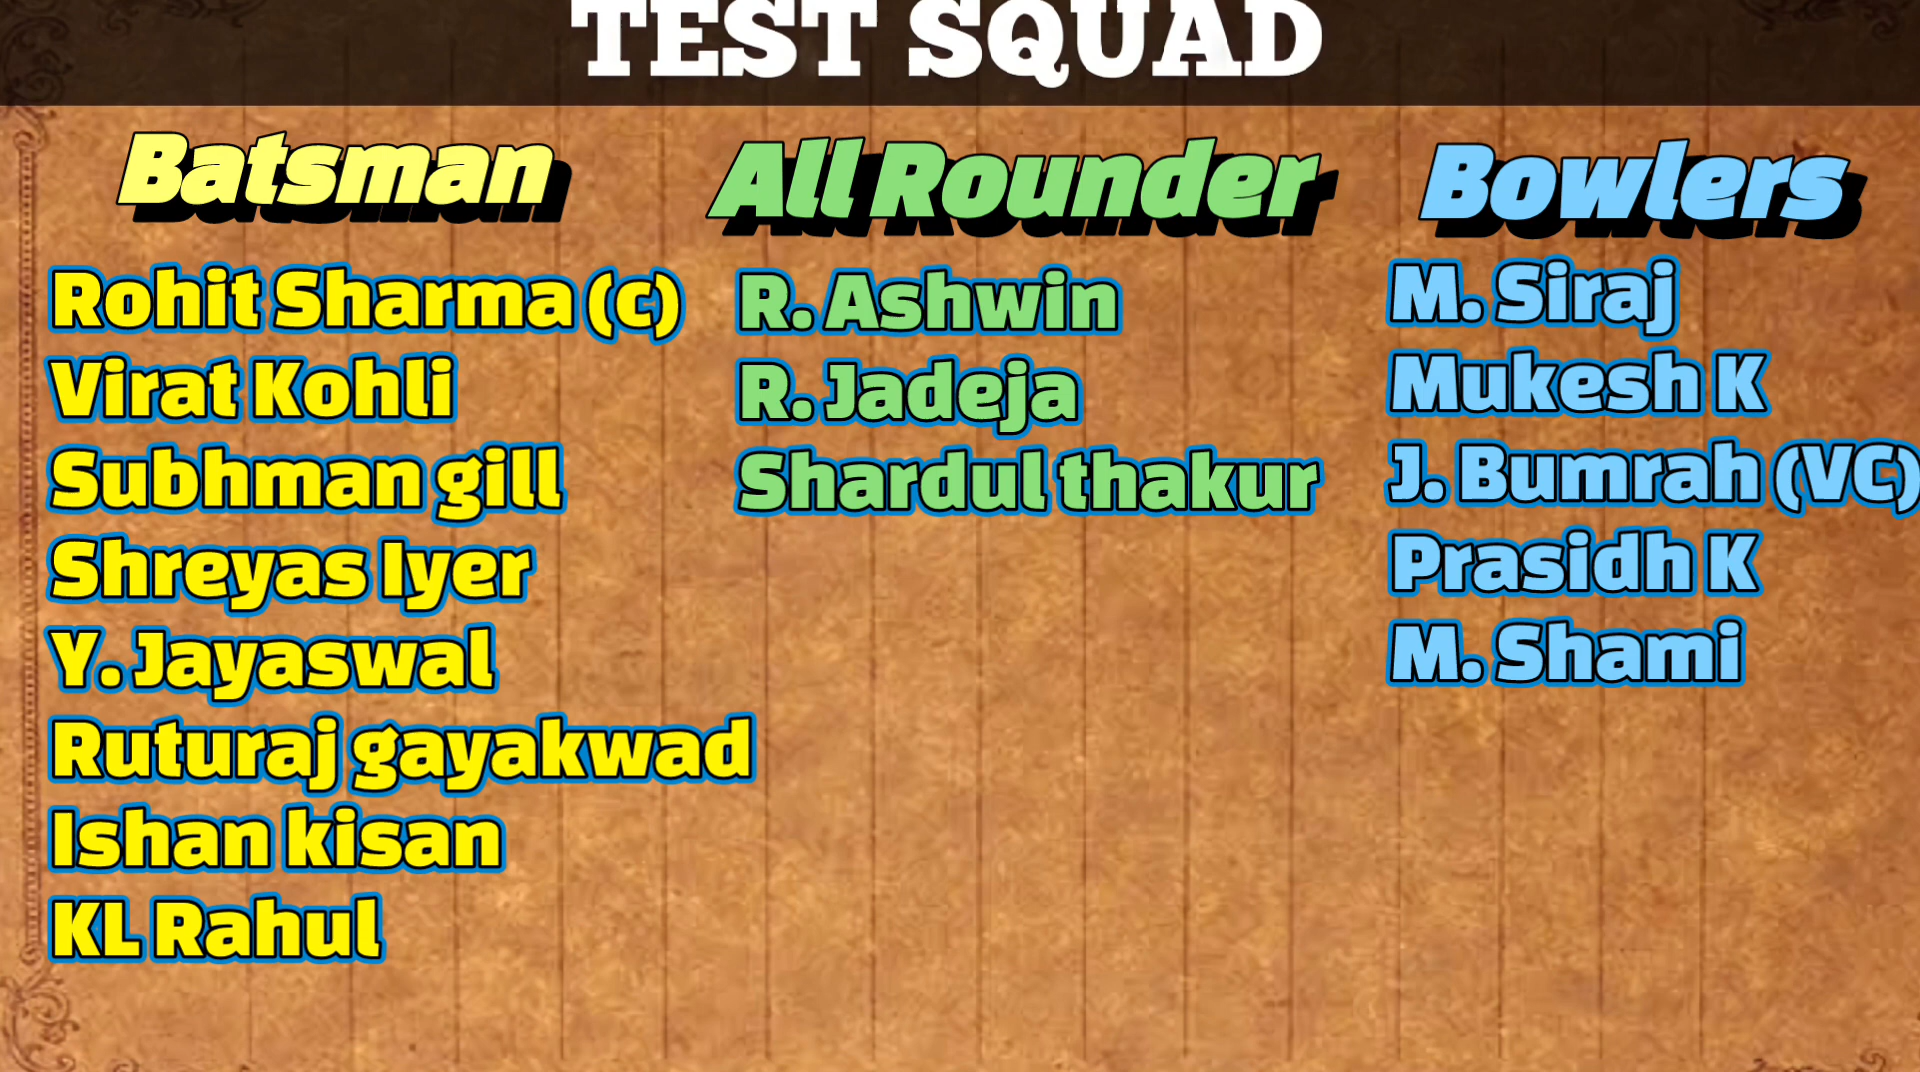 TEST SQUAD
Batsman
Rohit Sharma (c)
Virat Kohli
Subhman gill
Shreyas Iyer
Y. Jayaswal
Ruturaj gayakwad
Ishan kisan
KL Rahul
All Rounder
R. Ashwin
R. Jadeja
Shardul thakur
Bowlers
M. Siraj
Mukesh K
J. Bumrah (VC)
Prasidh K
M. Shami